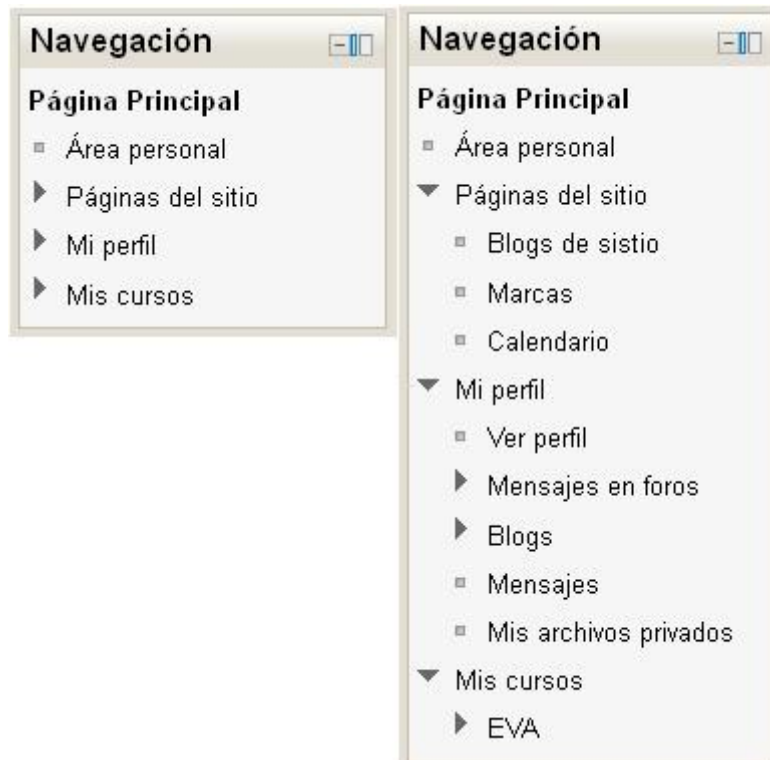 Navegación
Página Principal
Área personal
Páginas del sitio
Mi perfil
Mis cursos
Navegación
Página Principal
Área personal
Páginas del sitio
Blogs de sistio
Marcas
Calendario
Mi perfil
Ver perfil
Mensajes en foros
Blogs
Mensajes
Mis archivos privados
Mis cursos
EVA